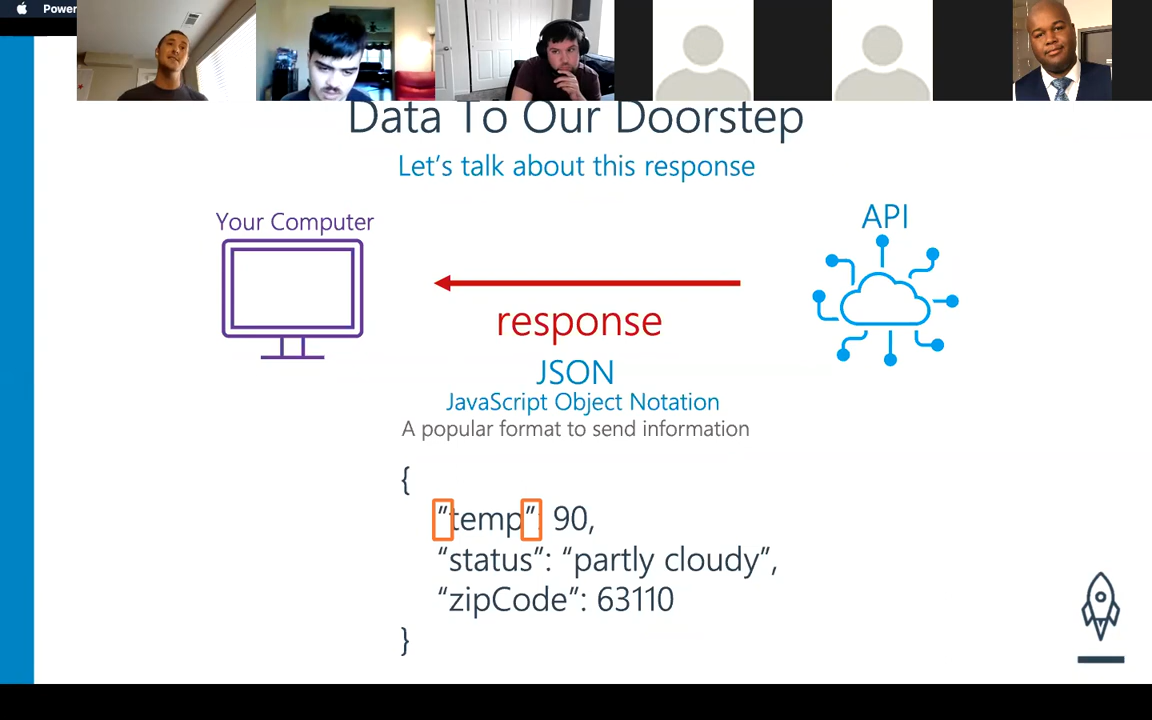 Power
Data To Our Doorstep
Let's talk about this response
Your Computer
API
response
JSON
JavaScript Object Notation
A popular format to send information
{
"temp" 90,
“status”: “partly cloudy”,
“zipCode”: 63110
}